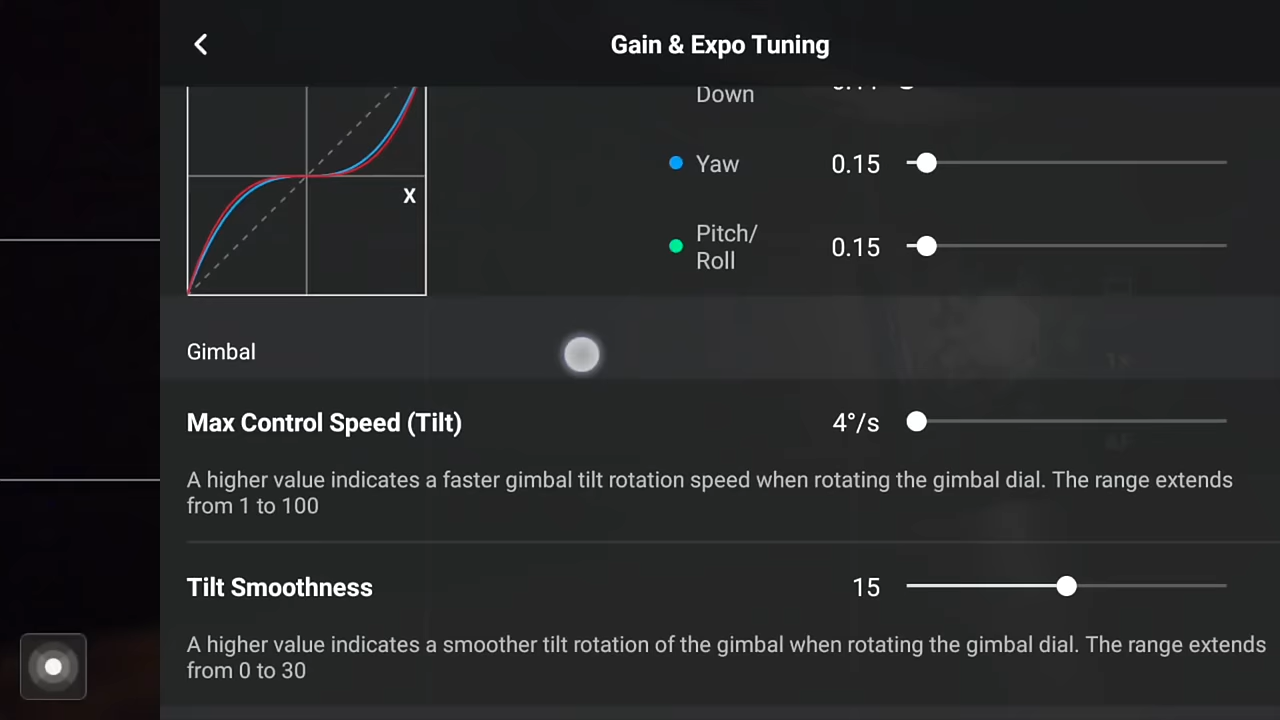 Gain & Expo Tuning
Down
Yaw 0.15
X
Pitch/
Roll 0.15
Gimbal
Max Control Speed (Tilt) 4°/s
A higher value indicates a faster gimbal tilt rotation speed when rotating the gimbal dial. The range extends
from 1 to 100
Tilt Smoothness 15
A higher value indicates a smoother tilt rotation of the gimbal when rotating the gimbal dial. The range extends
from 0 to 30